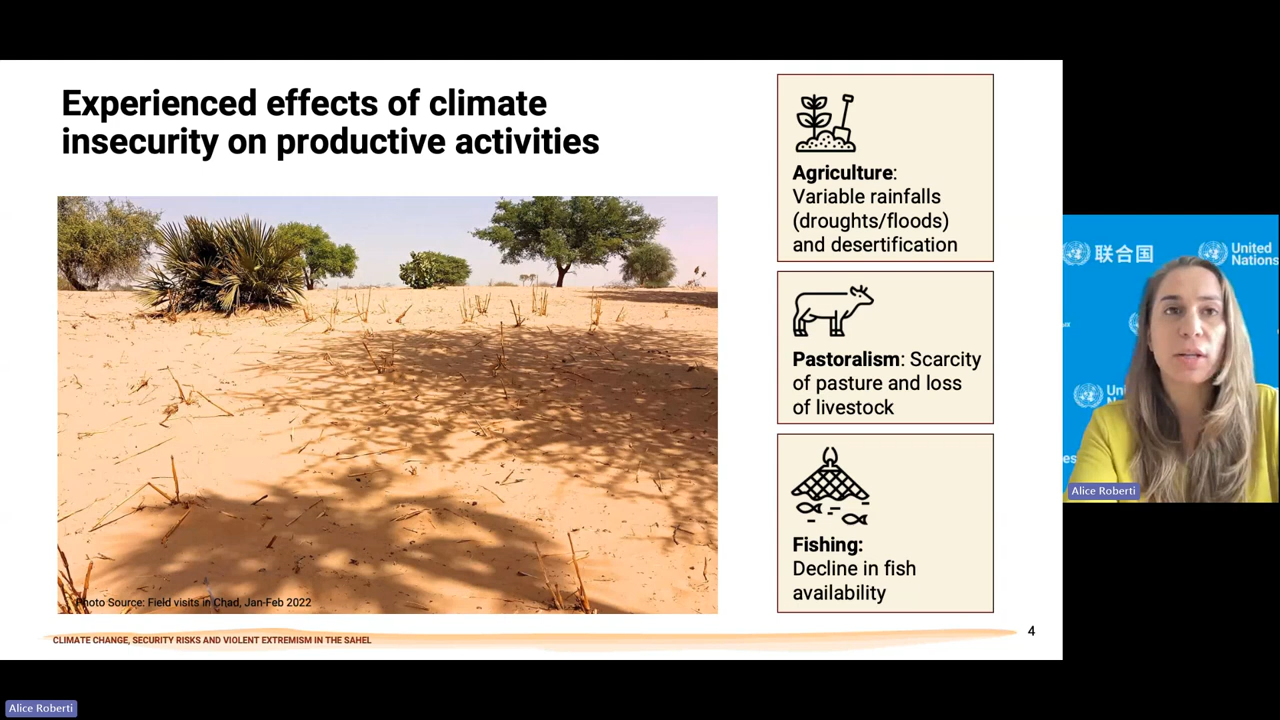 Experienced effects of climate
insecurity on productive activities
Agriculture:
Variable rainfalls
(droughts/floods)
and desertification
Pastoralism: Scarcity
of pasture and loss
of livestock
Fishing:
Decline in fish
availability
Photo Source: Field visits in Chad, Jan-Feb 2022
CLIMATE CHANGE, SECURITY RISKS AND VIOLENT EXTREMISM IN THE SAHEL
4
联合国
United
Nations
Alice Roberti
Alice Roberti